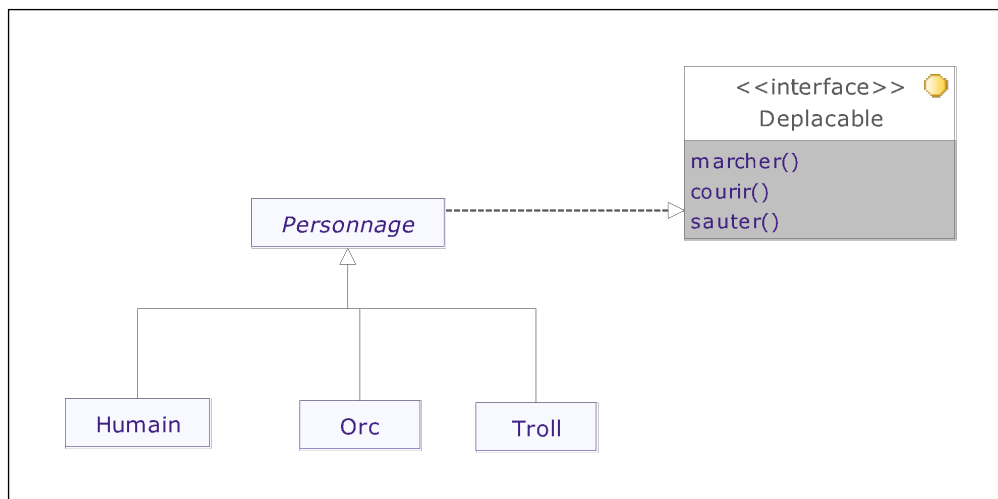 <<interface>>
Deplacable
marcher()
courir()
sauter()
Personnage
Humain
Orc
Troll